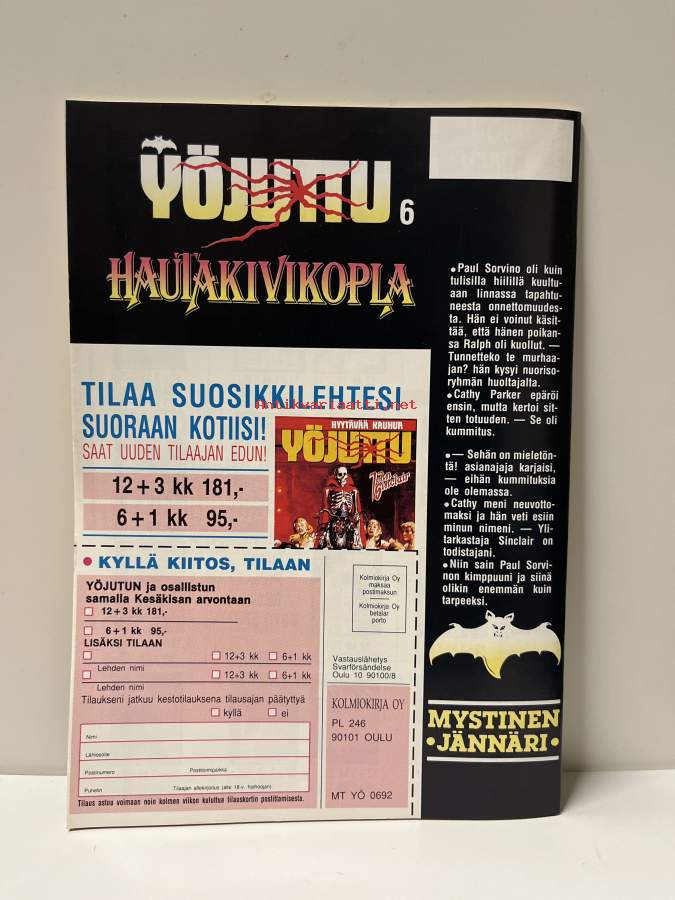 YÖJUTTU 6
HAUTAKIVIKOPLA
TILAA SUOSIKKILEHTESI
SUORAAN KOTIISI!
SAAT UUDEN TILAAJAN EDUN!
12 + 3 kk 181,-
6 + 1 kk 95,-
antikvariaatti.net
HYYTÄVÄÄ KAUHUA
YÖJUTTU
John
Sinclair
• KYLLÄ KIITOS, TILAAN
YÖJUTUN ja osallistun
samalla Kesäkisan arvontaan
12 + 3 kk 181,-
6 + 1 kk 95,-
LISÄKSI TILAAN
12+3 kk 6+1 kk
Lehden nimi
12+3 kk 6+1 kk
Lehden nimi
Tilaukseni jatkuu kestotilauksena tilausajan päätyttyä
kyllä ei
Nimi
Lähiosoite
Postinumero Postitoimipaikka
Puhelin Tilaajan allekirjoitus (alle 18-v. holhoojan)
Tilaus astuu voimaan noin kolmen viikon kuluttua tilauskortin postittamisesta.
Kolmiokirja Oy
maksaa
postimaksun
Kolmiokirja Oy
betalar
porto
Vastauslähetys
Svarförsändelse
Oulu 10 90100/8
KOLMIOKIRJA OY
PL 246
90101 OULU
MT YÖ 0692
• Paul Sorvino oli kuin
tulisilla hiilillä kuultu-
aan linnassa tapahtu-
neesta onnettomuudes-
ta. Hän ei voinut käsit-
tää, että hänen poikan-
sa Ralph oli kuollut. —
Tunnetteko te murhaa-
jan? hän kysyi nuoriso-
ryhmän huoltajalta.
• Cathy Parker epäröi
ensin, mutta kertoi sit-
ten totuuden. — Se oli
kummitus.
• — Sehän on mieletön-
tä! asianajaja karjaisi,
— eihän kummituksia
ole olemassa.
• Cathy meni neuvotto-
maksi ja hän veti esiin
minun nimeni. — Yli-
tarkastaja Sinclair on
todistajani.
• Niin sain Paul Sorvi-
non kimppuuni ja siinä
olikin enemmän kuin
tarpeeksi.
MYSTINEN
• JÄNNÄRI •